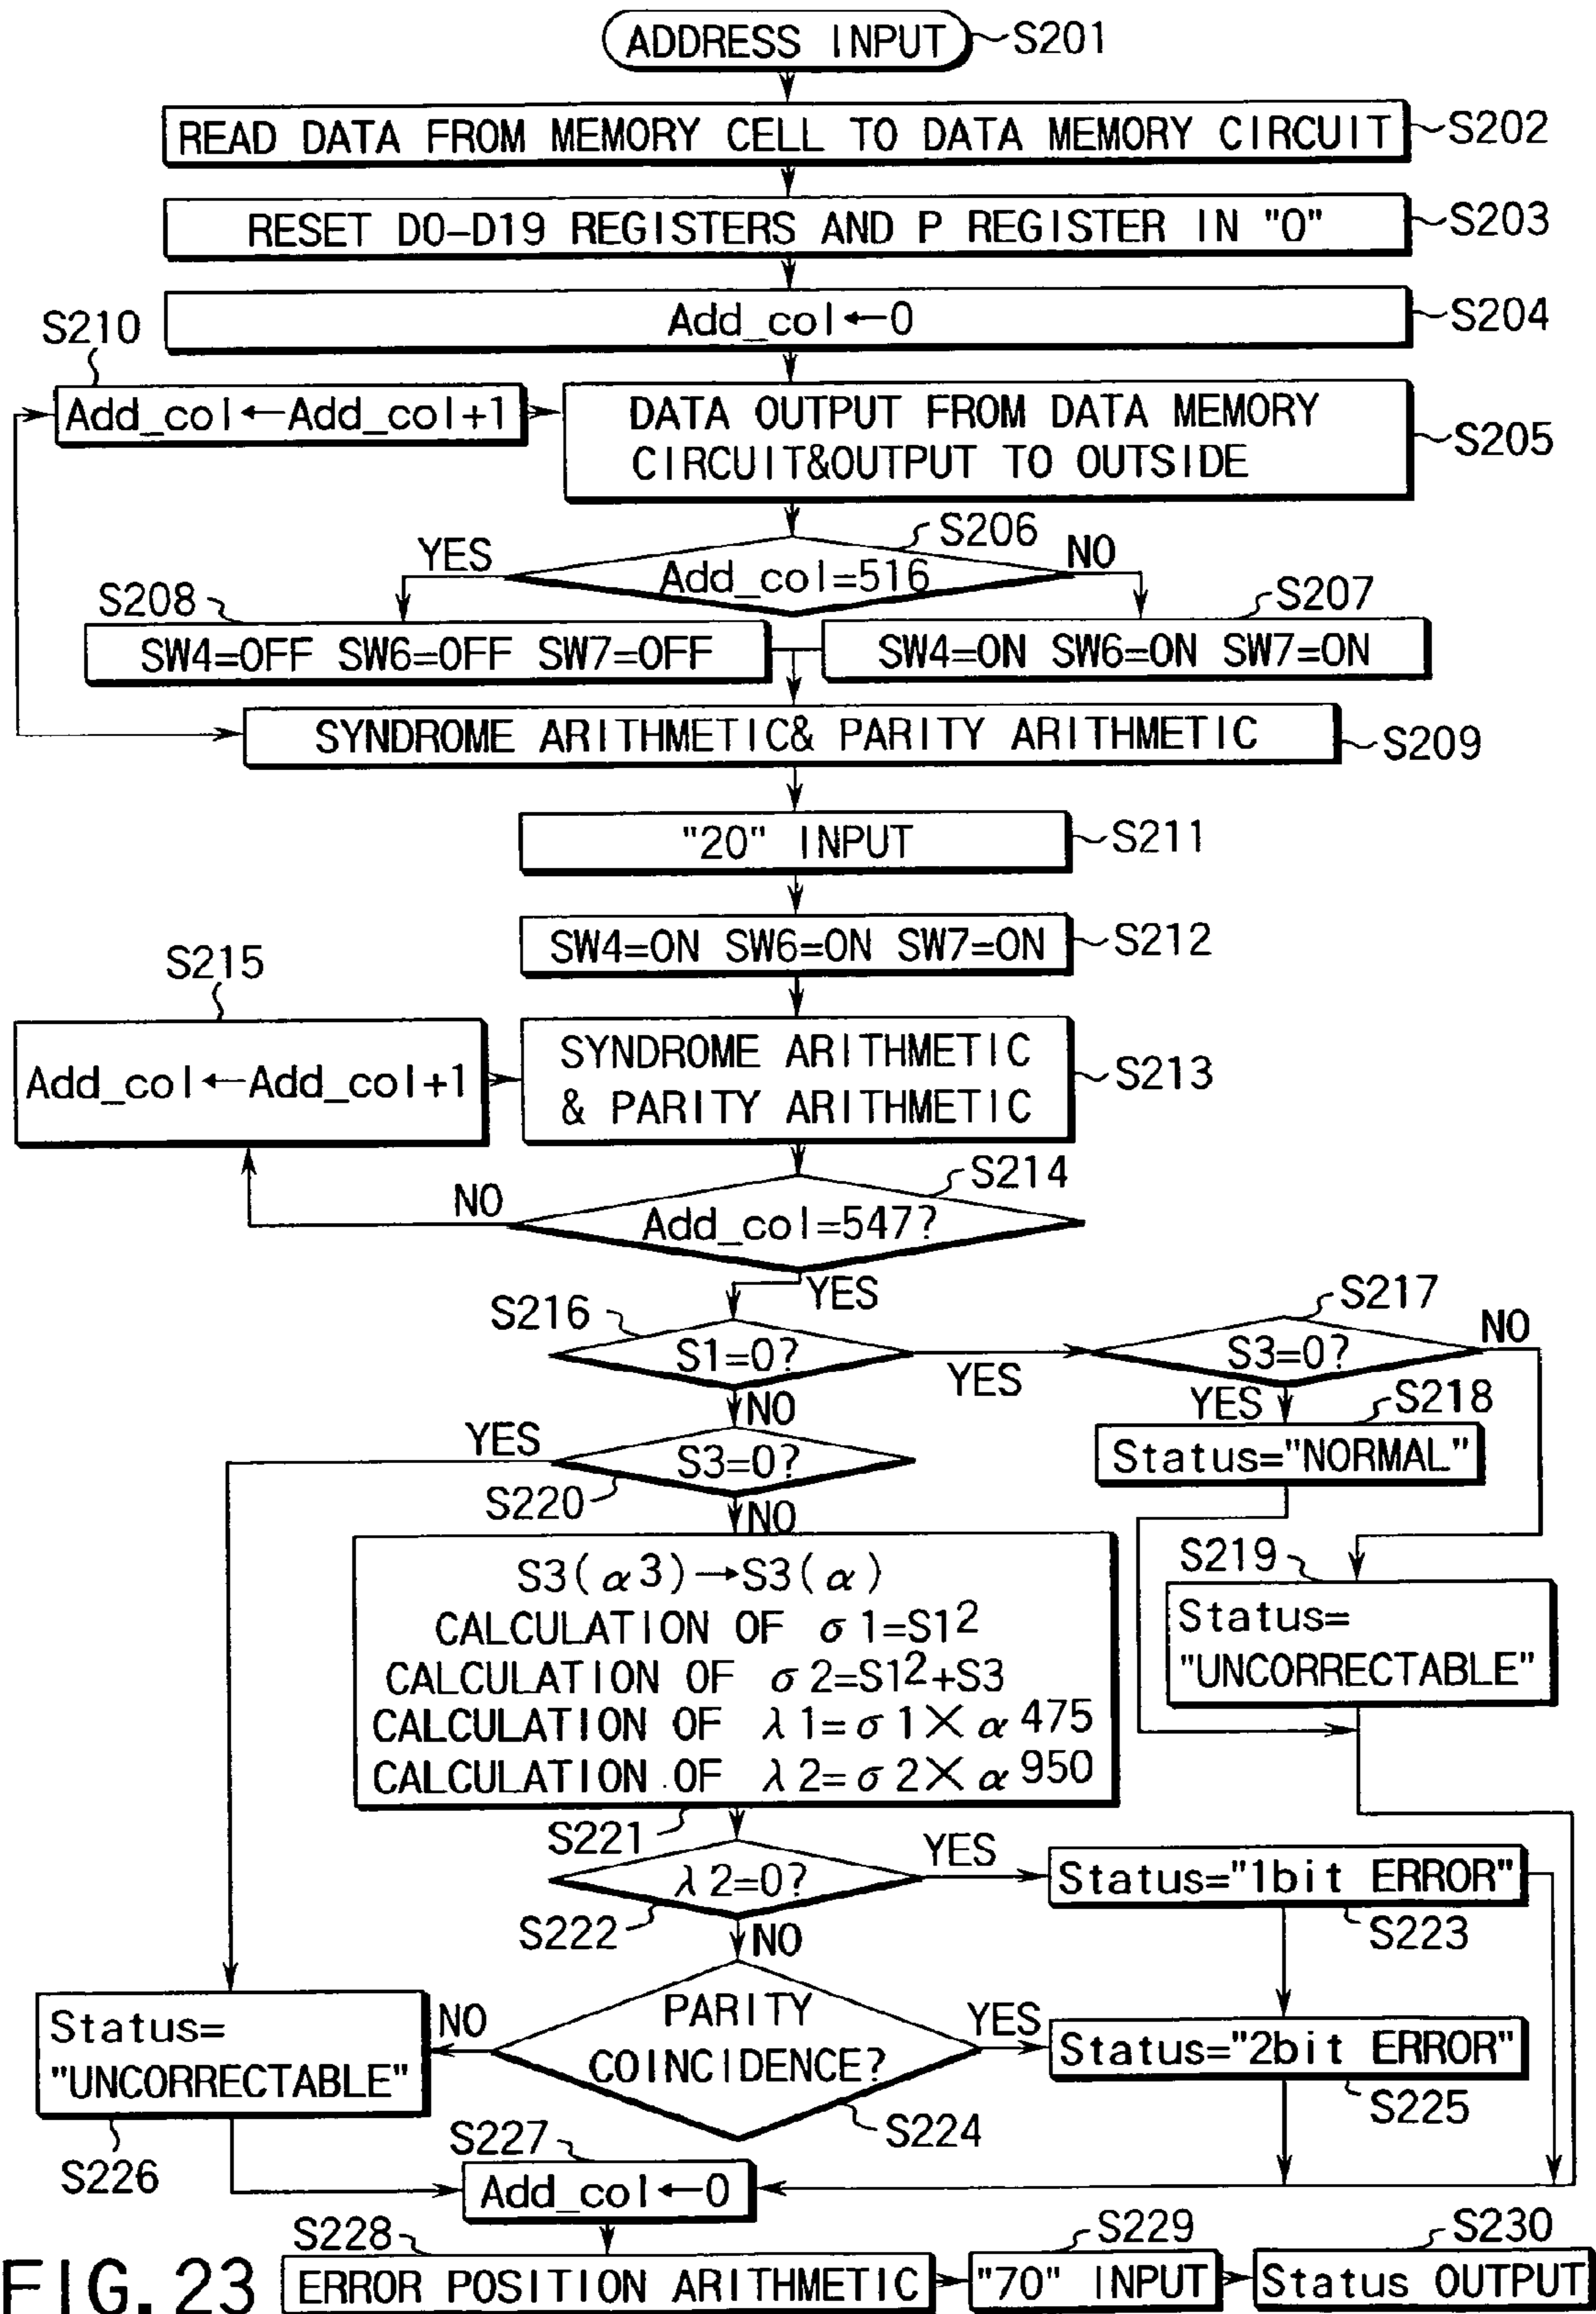 ADDRESS INPUT S201
READ DATA FROM MEMORY CELL TO DATA MEMORY CIRCUIT S202
RESET D0-D19 REGISTERS AND P REGISTER IN "0" S203
Add_col←0 S204
S210
Add_col←Add_col+1
DATA OUTPUT FROM DATA MEMORY
CIRCUIT&OUTPUT TO OUTSIDE
S205
S206
YES
Add_col=516
NO
S208
SW4=OFF SW6=OFF SW7=OFF
S207
SW4=ON SW6=ON SW7=ON
SYNDROME ARITHMETIC& PARITY ARITHMETIC S209
"20" INPUT S211
SW4=ON SW6=ON SW7=ON S212
S215
Add_col←Add_col+1
SYNDROME ARITHMETIC
& PARITY ARITHMETIC
S213
S214
NO
Add_col=547?
YES
S216
S1=0?
YES
NO
S217
S3=0?
NO
YES
S218
Status="NORMAL"
YES
S3=0?
S220
NO
S219
Status=
"UNCORRECTABLE"
S3(α3)→S3(α)
CALCULATION OF σ1=S1²
CALCULATION OF σ2=S1²+S3
CALCULATION OF λ1=σ1×α475
CALCULATION OF λ2=σ2×α950
S221
λ2=0?
YES
S222
NO
Status="1bit ERROR"
S223
PARITY
COINCIDENCE?
NO
YES
S224
Status="2bit ERROR"
S225
Status=
"UNCORRECTABLE"
S226
S227
Add_col←0
S228
ERROR POSITION ARITHMETIC
S229
"70" INPUT
S230
Status OUTPUT
FIG.23